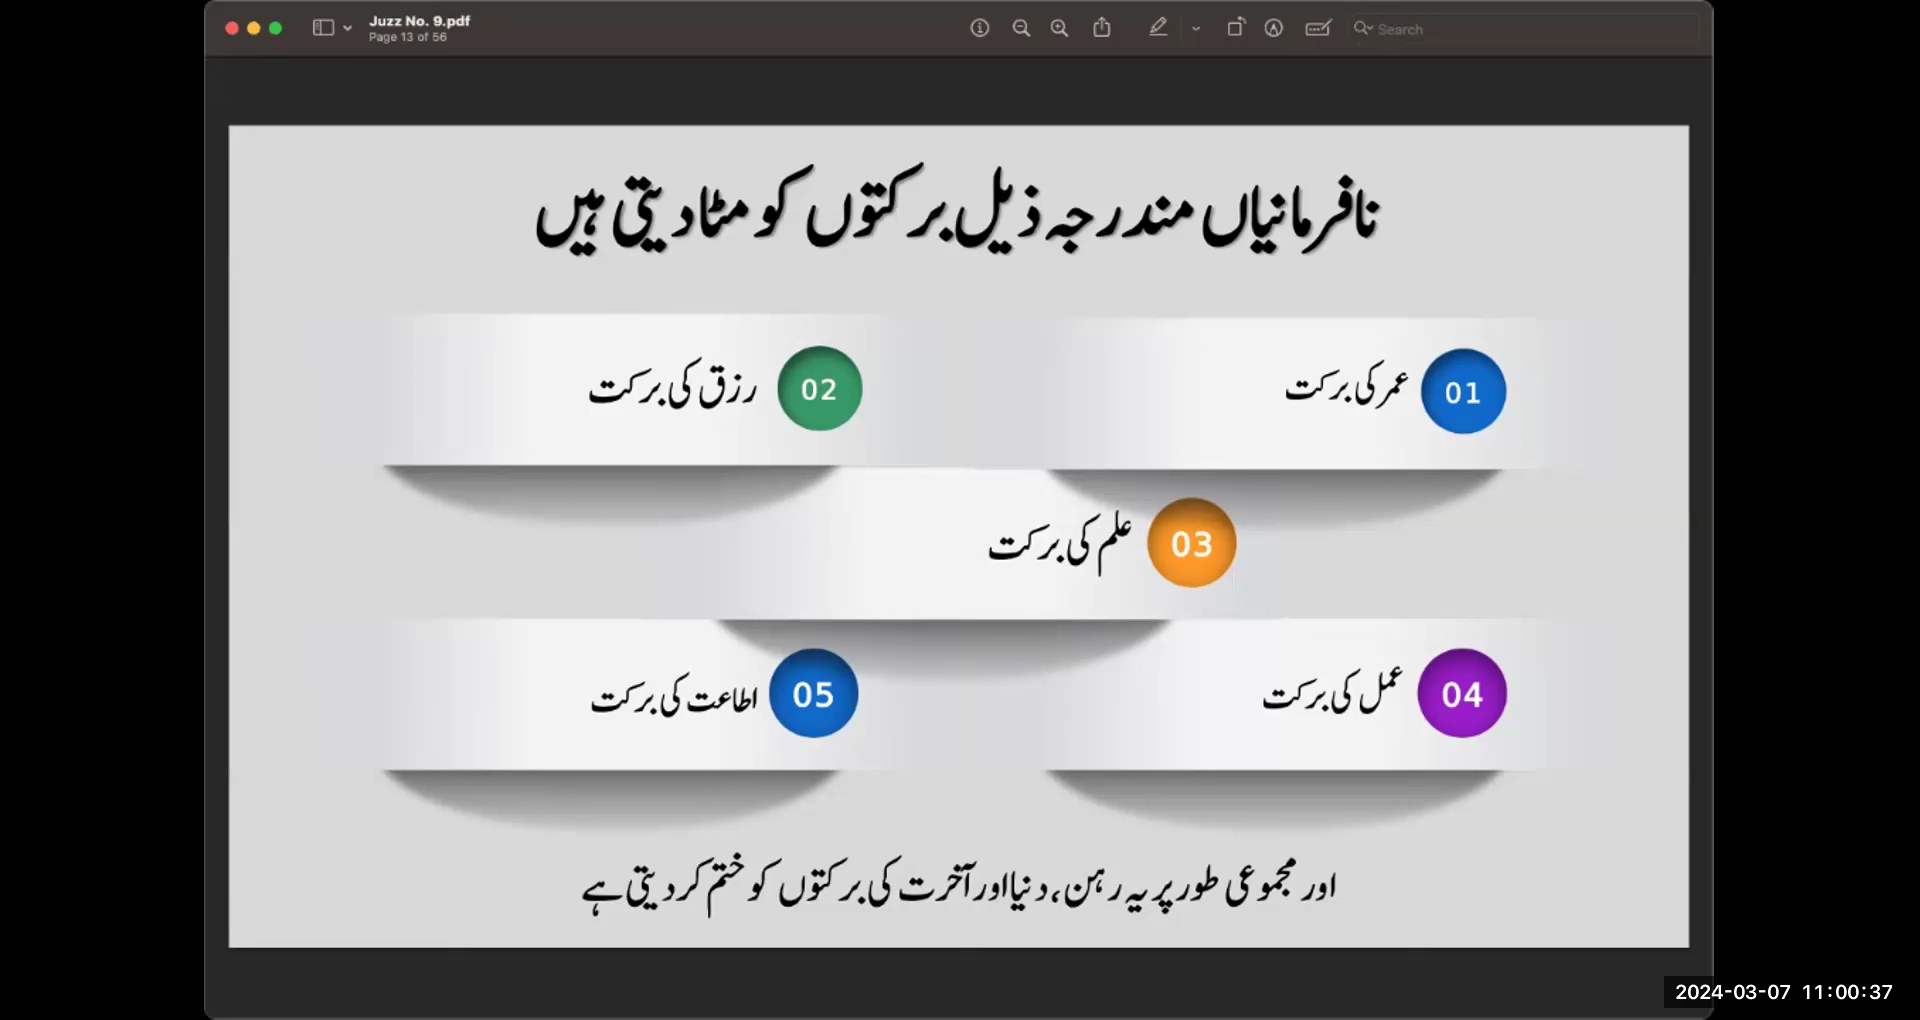 Juzz No. 9.pdf
Page 13 of 56
Search
نافرمانیاں مندرجہ ذیل برکتوں کو مٹادیتی ہیں
01 عمر کی برکت
02 رزق کی برکت
03 علم کی برکت
04 عمل کی برکت
05 اطاعت کی برکت
اور مجموعی طور پر یہ رہن، دنیا اور آخرت کی برکتوں کو ختم کر دیتی ہے
2024-03-07 11:00:37